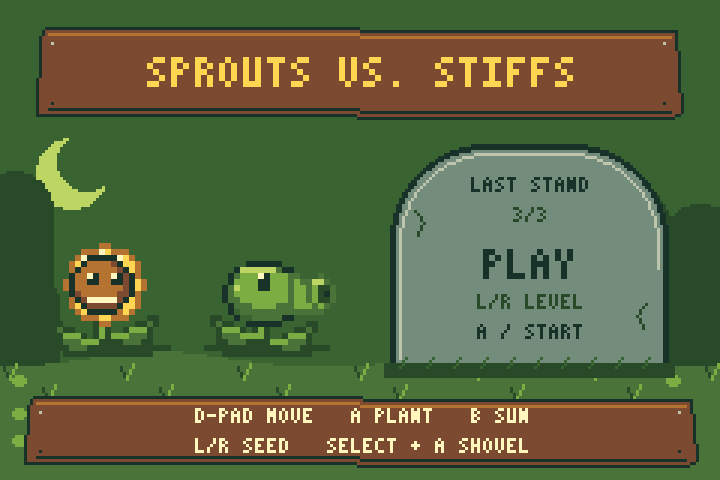 SPROUTS VS. STIFFS
LAST STAND
3/3
PLAY
L/R LEVEL
A / START
D-PAD MOVE A PLANT B SUN
L/R SEED SELECT + A SHOVEL